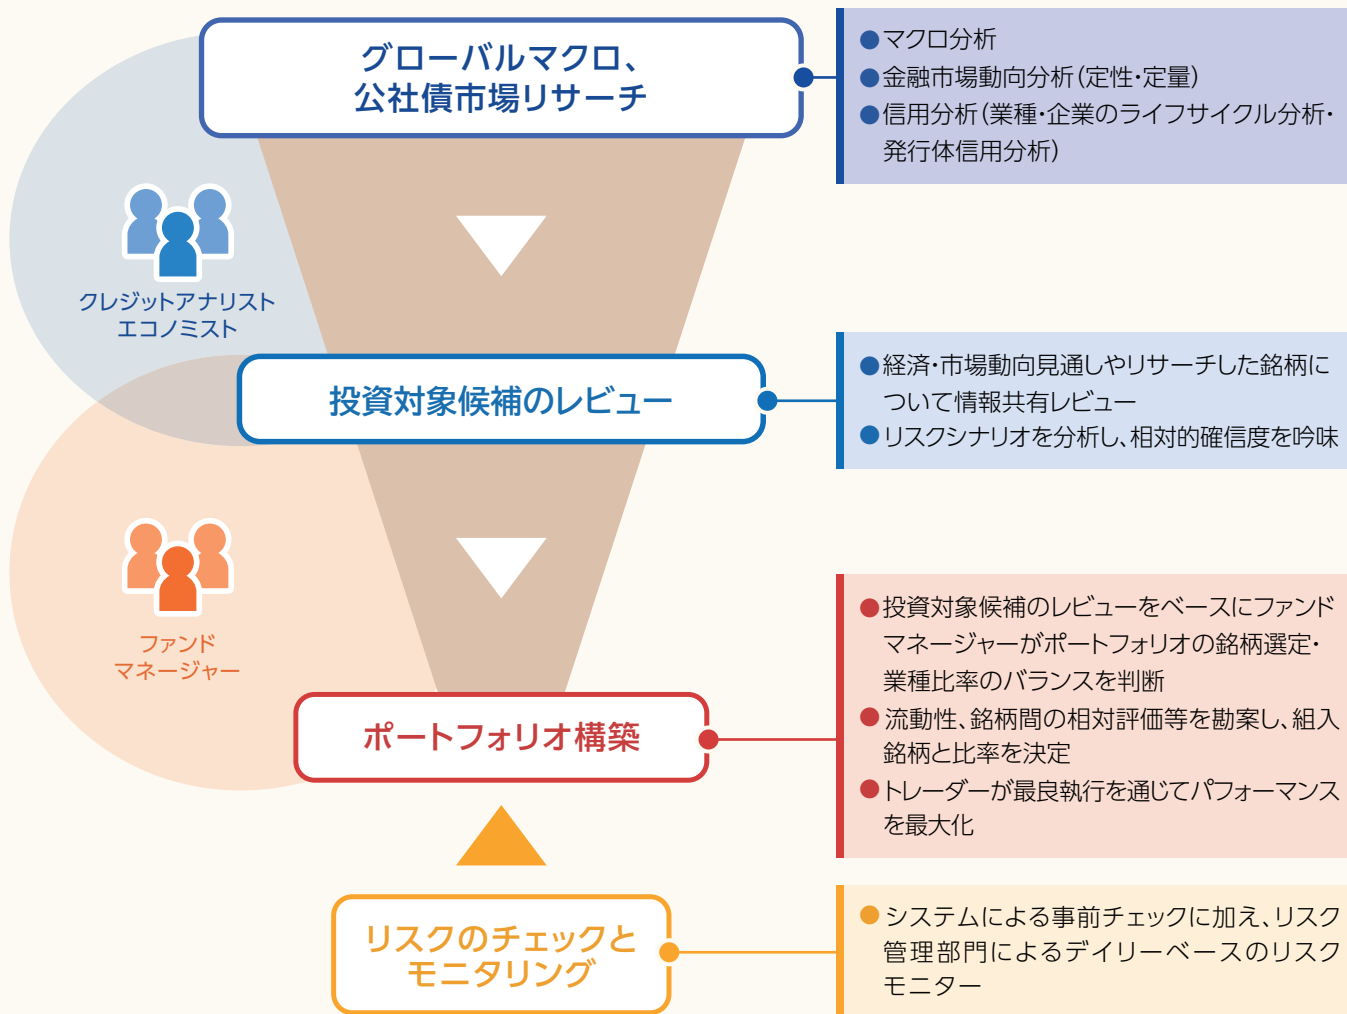 グローバルマクロ、
公社債市場リサーチ
●マクロ分析
●金融市場動向分析(定性・定量)
●信用分析(業種・企業のライフサイクル分析・
発行体信用分析)
クレジットアナリスト
エコノミスト
投資対象候補のレビュー
●経済・市場動向見通しやリサーチした銘柄に
ついて情報共有レビュー
●リスクシナリオを分析し、相対的確信度を吟味
ファンド
マネージャー
ポートフォリオ構築
●投資対象候補のレビューをベースにファンド
マネージャーがポートフォリオの銘柄選定・
業種比率のバランスを判断
●流動性、銘柄間の相対評価等を勘案し、組入
銘柄と比率を決定
●トレーダーが最良執行を通じてパフォーマンス
を最大化
リスクのチェックと
モニタリング
●システムによる事前チェックに加え、リスク
管理部門によるデイリーベースのリスク
モニター